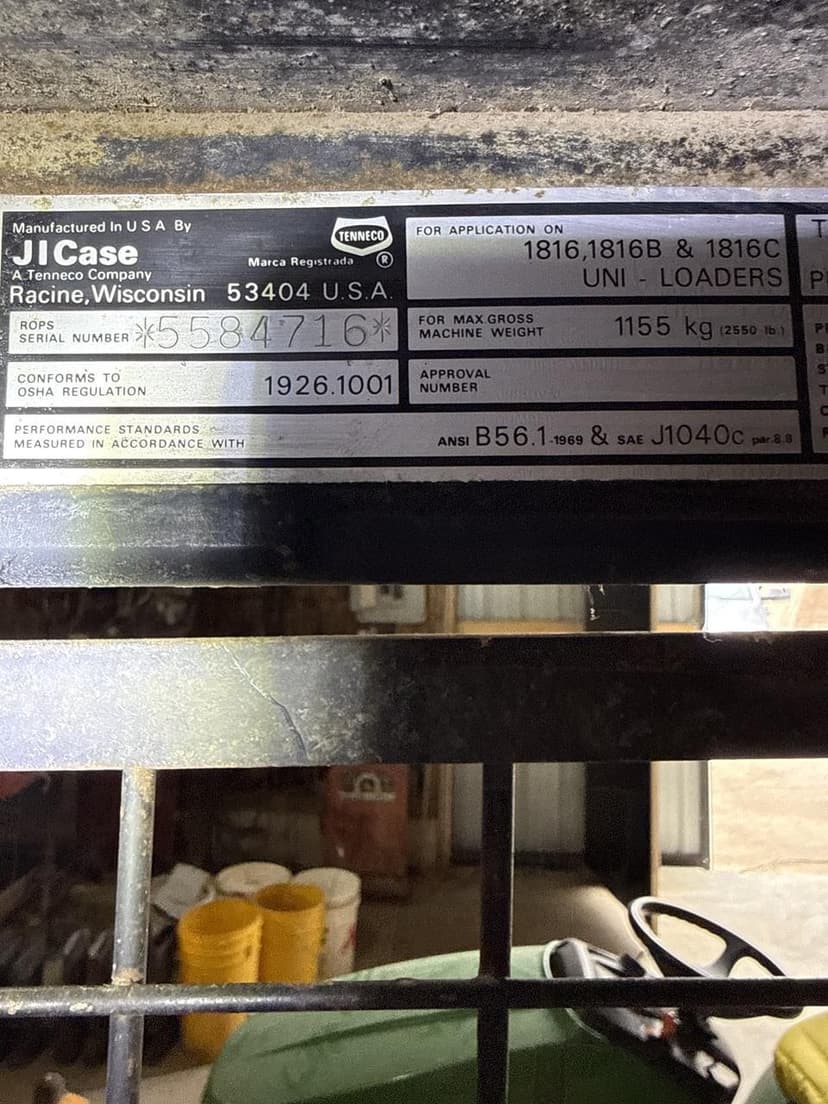 Manufactured In U S A By
JI Case
A Tenneco Company
Racine, Wisconsin 53404 U.S.A.
TENNECO
Marca Registrada ®
ROPS
SERIAL NUMBER *5584716*
CONFORMS TO
OSHA REGULATION 1926.1001
PERFORMANCE STANDARDS
MEASURED IN ACCORDANCE WITH ANSI B56.1-1969 & SAE J1040c par.8.8
FOR APPLICATION ON
1816,1816B & 1816C
UNI - LOADERS
FOR MAX.GROSS
MACHINE WEIGHT 1155 kg (2550 lb.)
APPROVAL
NUMBER